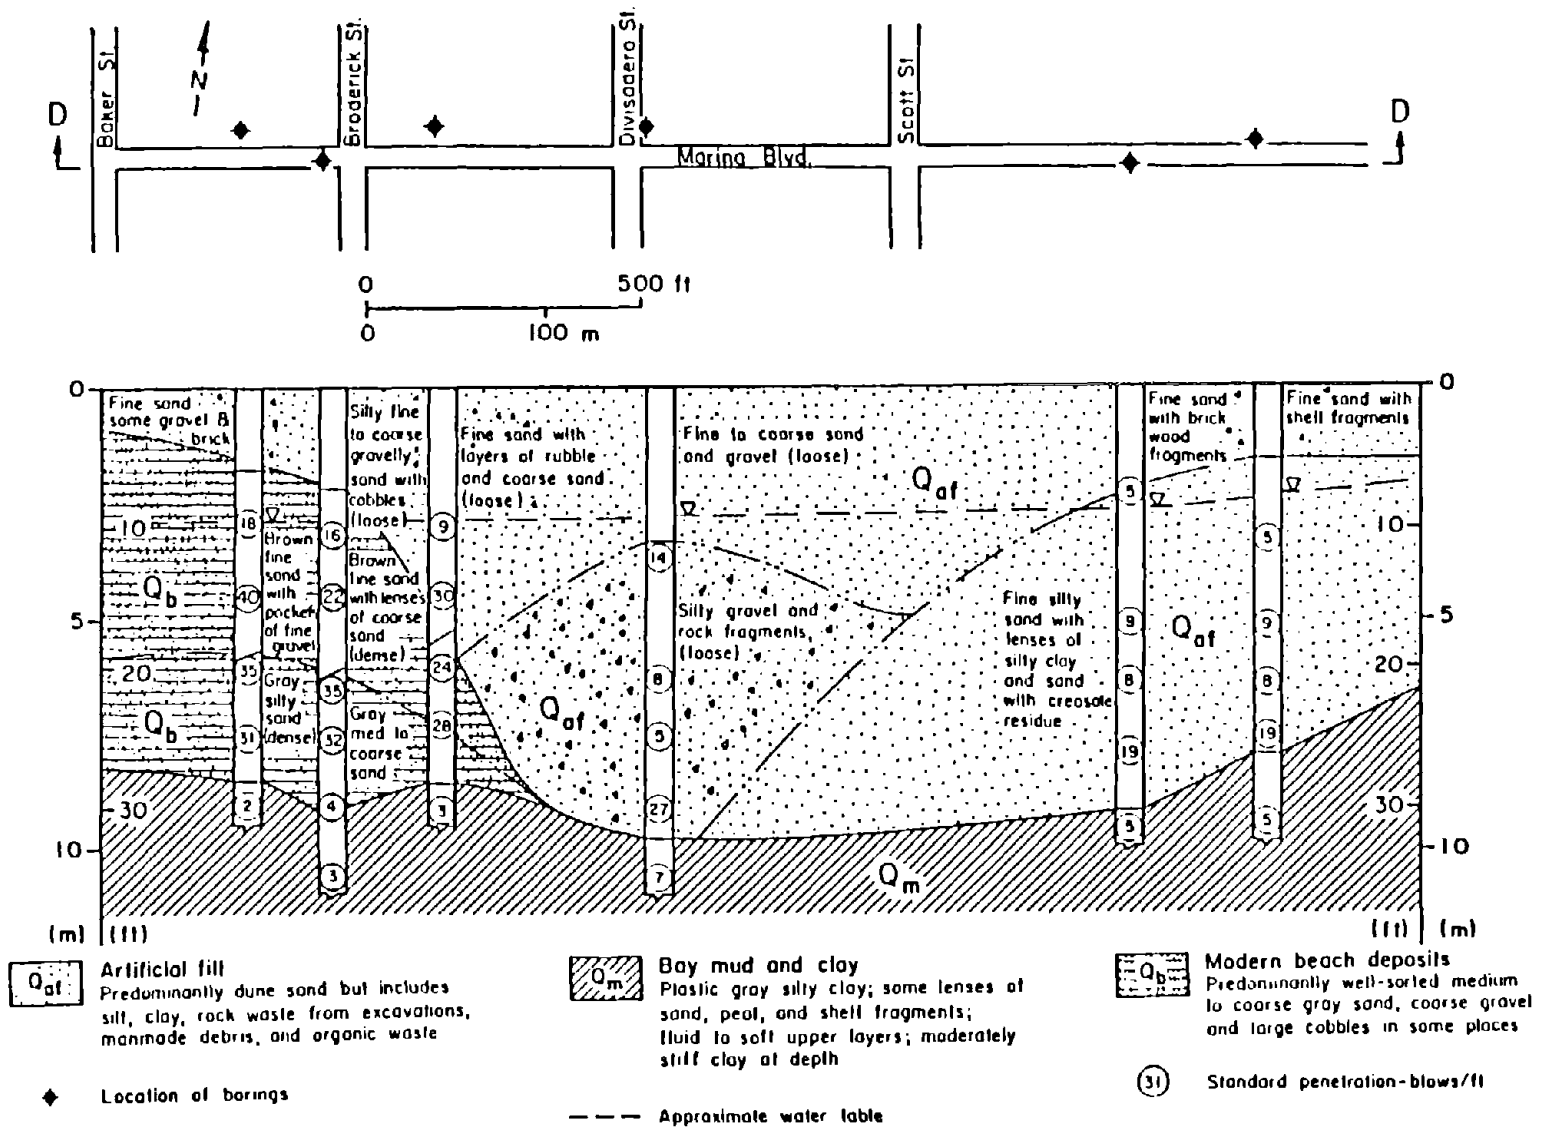 Baker St.
N
Broderick St.
Divisadero St.
Scott St
D
D
Marina Blvd.
0
500 ft
0
100 m
0
0
Fine sand
some gravel &
brick
Silty fine
to coarse
gravelly
sand with
cobbles
(loose)
Fine sand with
layers of rubble
and coarse sand
(loose)
Fine to coarse sand
and gravel (loose)
Qaf
Fine sand
with brick
wood
fragments
Fine sand with
shell fragments
10
5
20
30
10
Qb
Qb
Brown
fine
sand
with
pocket
of fine
gravel
Gray
silty
sand
(dense)
Brown
fine sand
with lenses
of coarse
sand
(dense)
Gray
med to
coarse
sand
Silty gravel and
rock fragments,
(loose)
Qaf
Fine silty
sand with
lenses of
silty clay
and sand
with creosote
residue
Qaf
Qm
18
40
35
31
2
16
22
35
32
4
3
9
30
24
28
3
14
8
5
27
7
5
9
8
19
5
5
9
8
19
5
10
5
20
30
10
(m) (ft)
(ft) (m)
Qaf
Artificial fill
Predominantly dune sand but includes
silt, clay, rock waste from excavations,
manmade debris, and organic waste
Qm
Bay mud and clay
Plastic gray silty clay; some lenses of
sand, peat, and shell fragments;
fluid to soft upper layers; moderately
stiff clay at depth
Qb
Modern beach deposits
Predominantly well-sorted medium
to coarse gray sand, coarse gravel
and large cobbles in some places
Location of borings
Approximate water table
31
Standard penetration-blows/ft